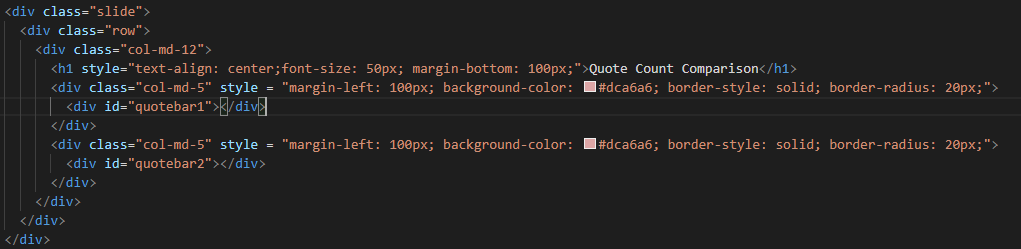 <div class="slide">
<div class="row">
<div class="col-md-12">
<h1 style="text-align: center;font-size: 50px; margin-bottom: 100px;">Quote Count Comparison</h1>
<div class="col-md-5" style = "margin-left: 100px; background-color: #dca6a6; border-style: solid; border-radius: 20px;">
<div id="quotebar1"></div>
</div>
<div class="col-md-5" style = "margin-left: 100px; background-color: #dca6a6; border-style: solid; border-radius: 20px;">
<div id="quotebar2"></div>
</div>
</div>
</div>
</div>